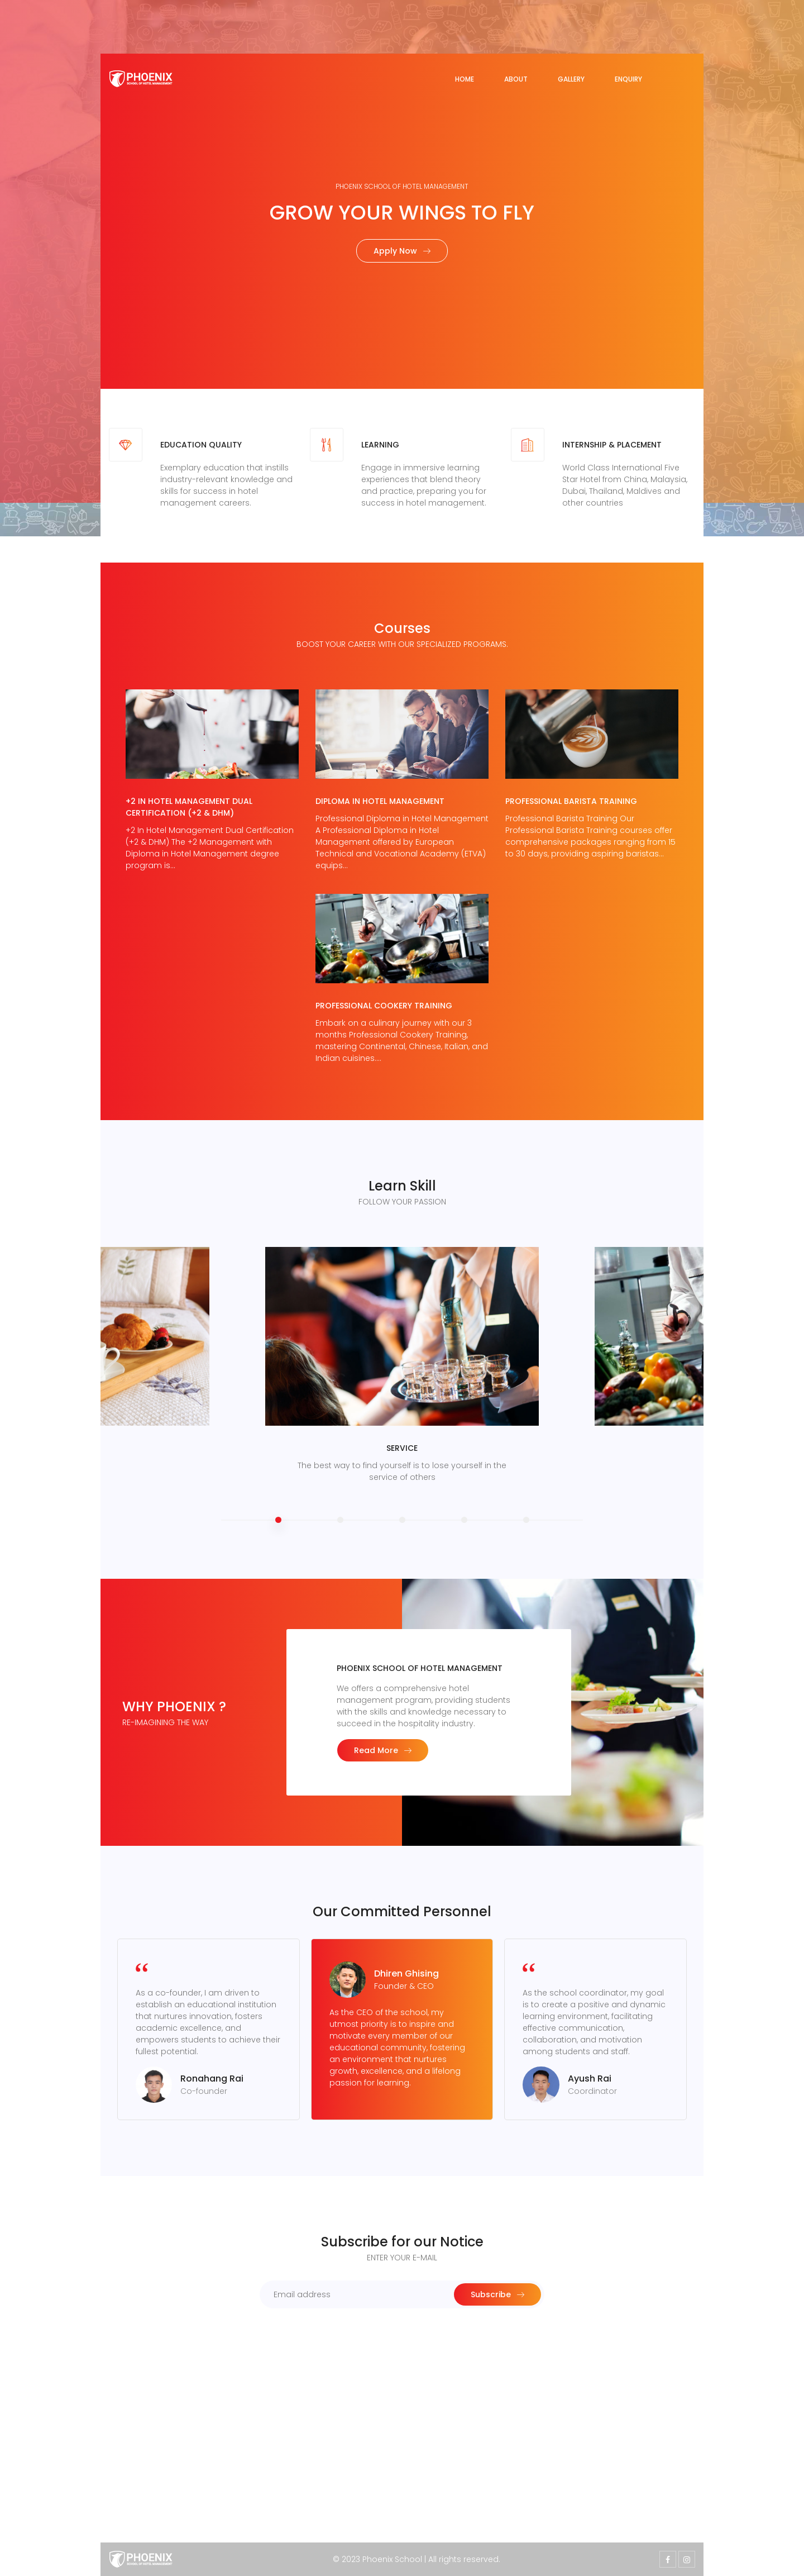 PHOENIX
SCHOOL OF HOTEL MANAGEMENT
HOME ABOUT GALLERY ENQUIRY
PHOENIX SCHOOL OF HOTEL MANAGEMENT
GROW YOUR WINGS TO FLY
Apply Now
EDUCATION QUALITY
Exemplary education that instills
industry-relevant knowledge and
skills for success in hotel
management careers.
LEARNING
Engage in immersive learning
experiences that blend theory
and practice, preparing you for
success in hotel management.
INTERNSHIP & PLACEMENT
World Class International Five
Star Hotel from China, Malaysia,
Dubai, Thailand, Maldives and
other countries
Courses
BOOST YOUR CAREER WITH OUR SPECIALIZED PROGRAMS.
+2 IN HOTEL MANAGEMENT DUAL
CERTIFICATION (+2 & DHM)
+2 In Hotel Management Dual Certification
(+2 & DHM) The +2 Management with
Diploma in Hotel Management degree
program is...
DIPLOMA IN HOTEL MANAGEMENT
Professional Diploma in Hotel Management
A Professional Diploma in Hotel
Management offered by European
Technical and Vocational Academy (ETVA)
equips...
PROFESSIONAL BARISTA TRAINING
Professional Barista Training Our
Professional Barista Training courses offer
comprehensive packages ranging from 15
to 30 days, providing aspiring baristas...
PROFESSIONAL COOKERY TRAINING
Embark on a culinary journey with our 3
months Professional Cookery Training,
mastering Continental, Chinese, Italian, and
Indian cuisines....
Learn Skill
FOLLOW YOUR PASSION
SERVICE
The best way to find yourself is to lose yourself in the
service of others
WHY PHOENIX ?
RE-IMAGINING THE WAY
PHOENIX SCHOOL OF HOTEL MANAGEMENT
We offers a comprehensive hotel
management program, providing students
with the skills and knowledge necessary to
succeed in the hospitality industry.
Read More
Our Committed Personnel
As a co-founder, I am driven to
establish an educational institution
that nurtures innovation, fosters
academic excellence, and
empowers students to achieve their
fullest potential.
Ronahang Rai
Co-founder
Dhiren Ghising
Founder & CEO
As the CEO of the school, my
utmost priority is to inspire and
motivate every member of our
educational community, fostering
an environment that nurtures
growth, excellence, and a lifelong
passion for learning.
As the school coordinator, my goal
is to create a positive and dynamic
learning environment, facilitating
effective communication,
collaboration, and motivation
among students and staff.
Ayush Rai
Coordinator
Subscribe for our Notice
ENTER YOUR E-MAIL
Email address
Subscribe
PHOENIX
SCHOOL OF HOTEL MANAGEMENT
© 2023 Phoenix School | All rights reserved.